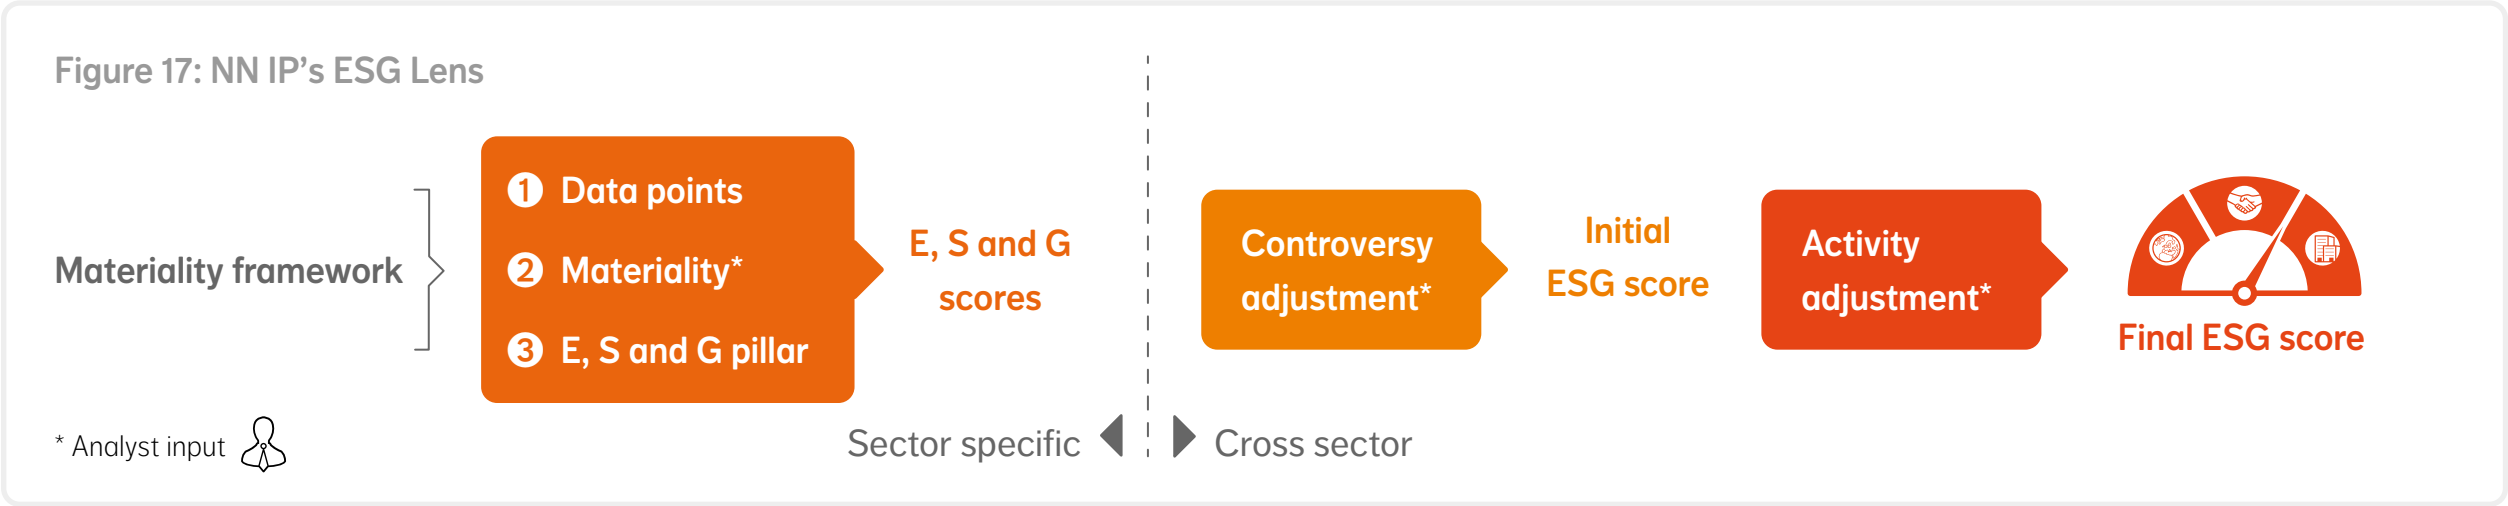 Figure 17: NN IP’s ESG Lens
Materiality framework
1 Data points
2 Materiality*
3 E, S and G pillar
E, S and G
scores
Controversy
adjustment*
Initial
ESG score
Activity
adjustment*
Final ESG score
* Analyst input
Sector specific
Cross sector